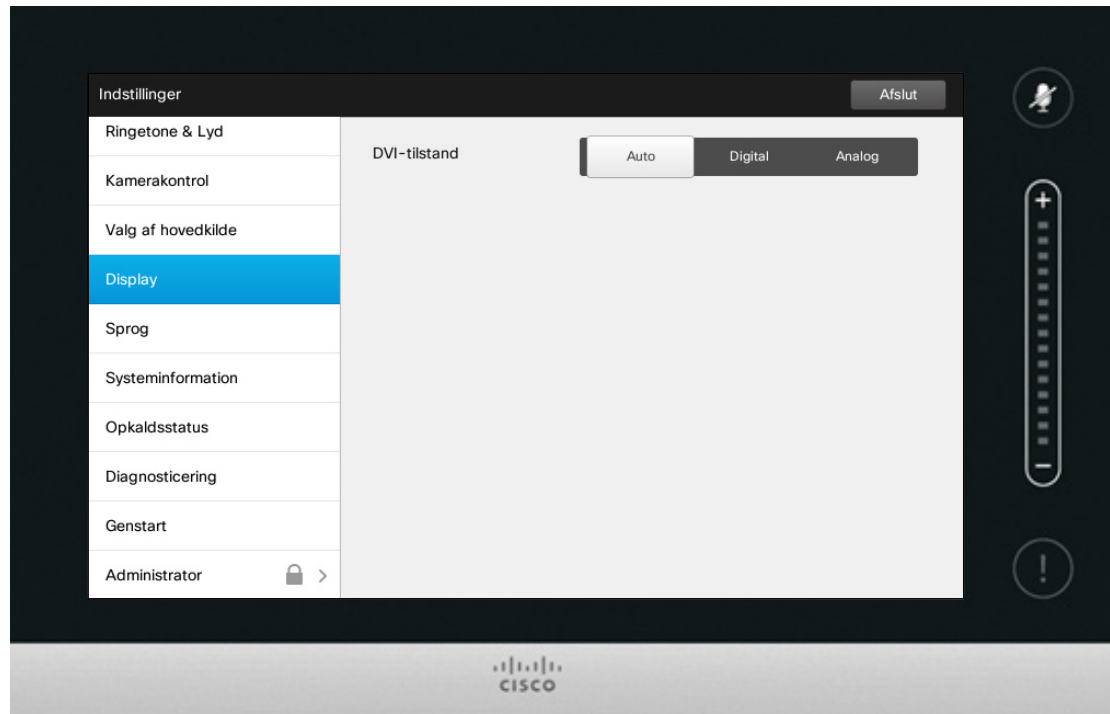 Indstillinger
Afslut
Ringetone & Lyd
DVI-tilstand
Auto
Digital
Analog
Kamerakontrol
Valg af hovedkilde
Display
Sprog
Systeminformation
Opkaldsstatus
Diagnosticering
Genstart
Administrator
+
−
!
CISCO